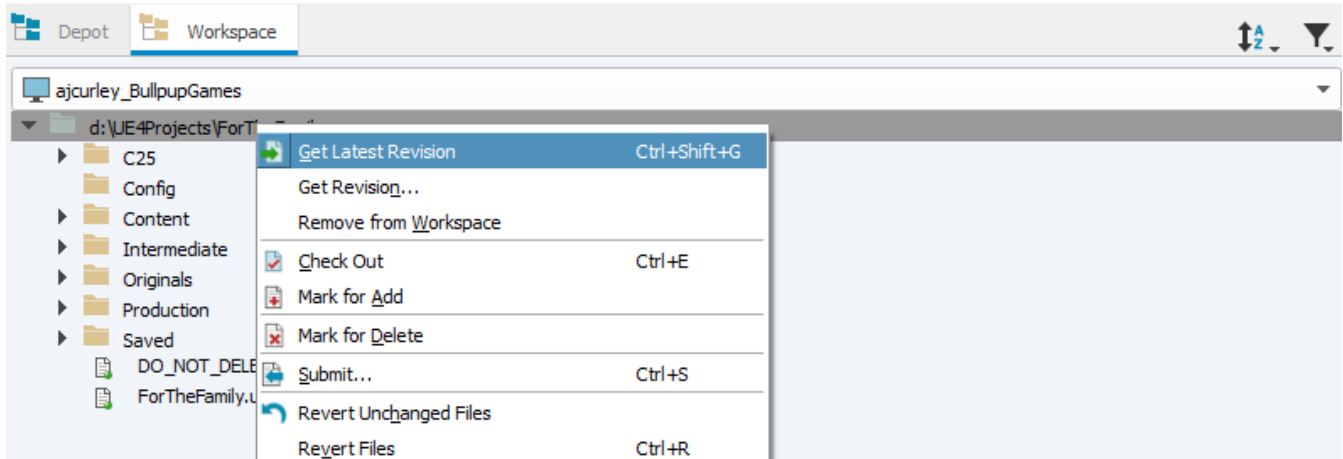 Depot Workspace
ajcurley_BullpupGames
d:\UE4Projects\ForT
Get Latest Revision Ctrl+Shift+G
C25
Get Revision...
Config
Remove from Workspace
Content
Intermediate
Check Out Ctrl+E
Originals
Mark for Add
Production
Mark for Delete
Saved
DO_NOT_DELE
Submit... Ctrl+S
ForTheFamily.u
Revert Unchanged Files
Revert Files Ctrl+R